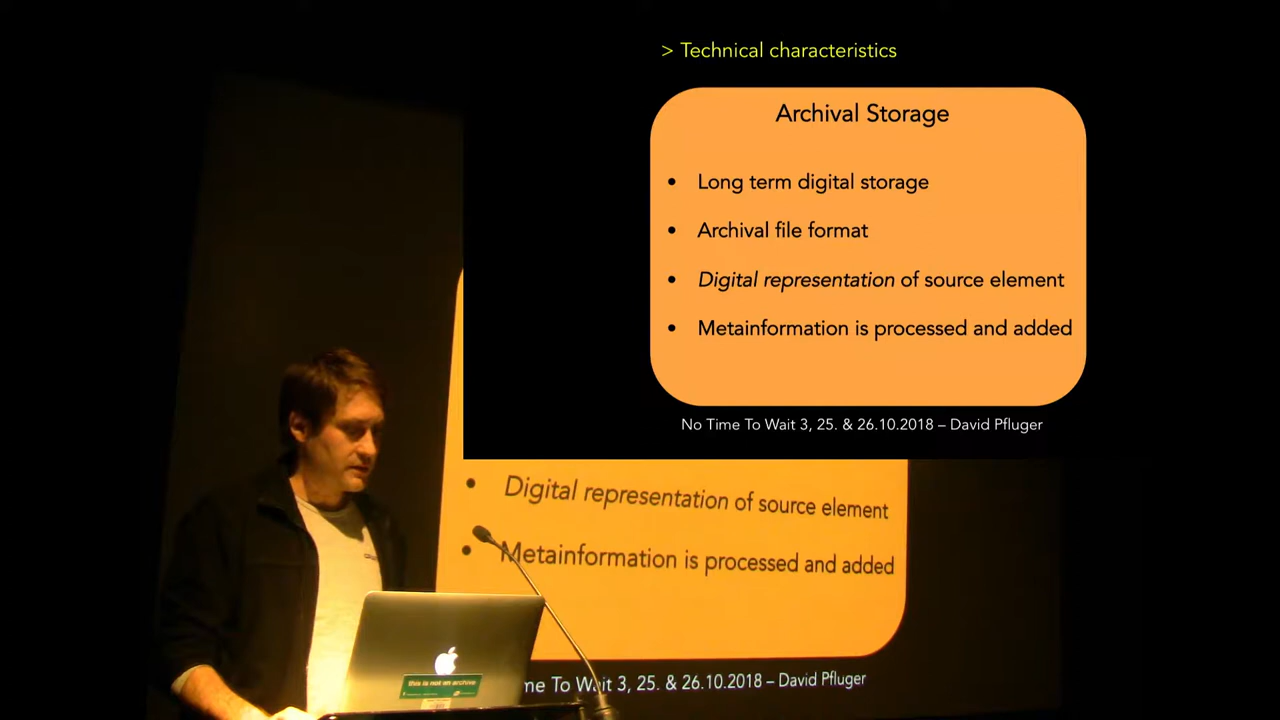 > Technical characteristics
Archival Storage
• Long term digital storage
• Archival file format
• Digital representation of source element
• Metainformation is processed and added
No Time To Wait 3, 25. & 26.10.2018 – David Pfluger
• Digital representation of source element
• Metainformation is processed and added
me To Wait 3, 25. & 26.10.2018 – David Pfluger
this is not an archive